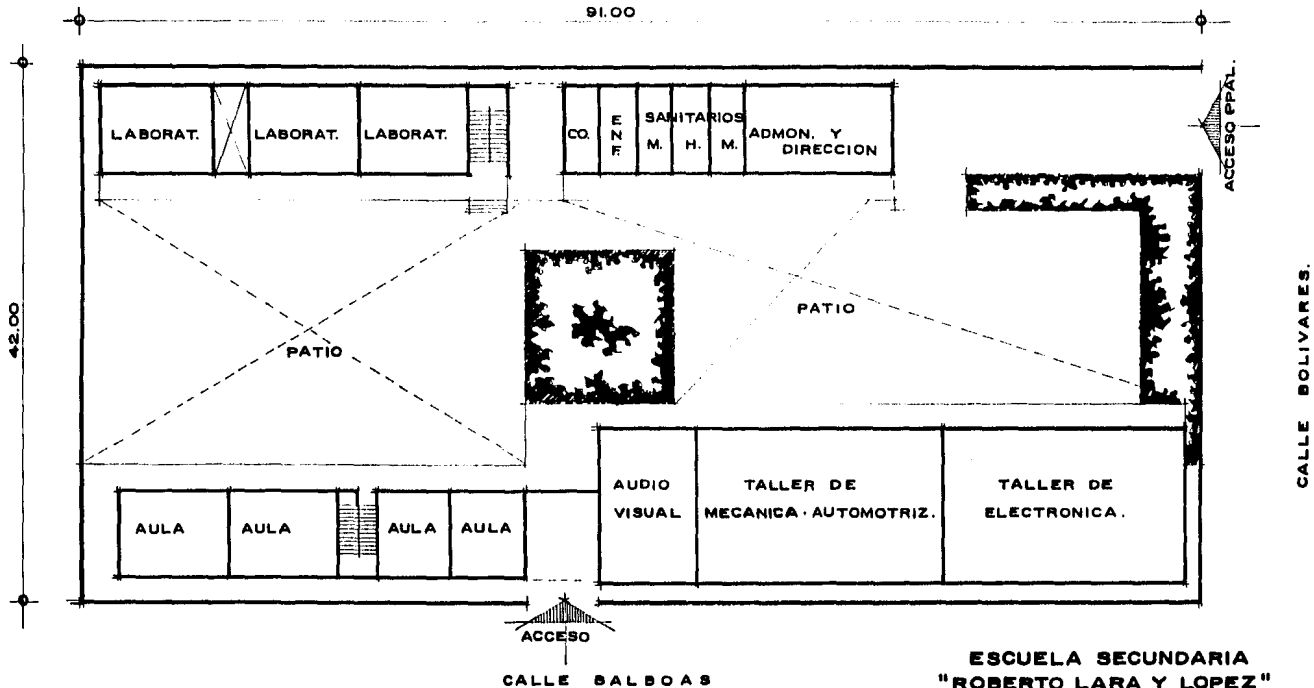 91.00
42.00
ACCESO PPAL.
LABORAT.
LABORAT.
LABORAT.
CO.
ENF.
SANITARIOS
M.
H.
M.
ADMON. Y
DIRECCION
PATIO
PATIO
CALLE BOLIVARES.
AULA
AULA
AULA
AULA
AUDIO
VISUAL
TALLER DE
MECANICA·AUTOMOTRIZ.
TALLER DE
ELECTRONICA.
ACCESO
CALLE BALBOAS
ESCUELA SECUNDARIA
"ROBERTO LARA Y LOPEZ"